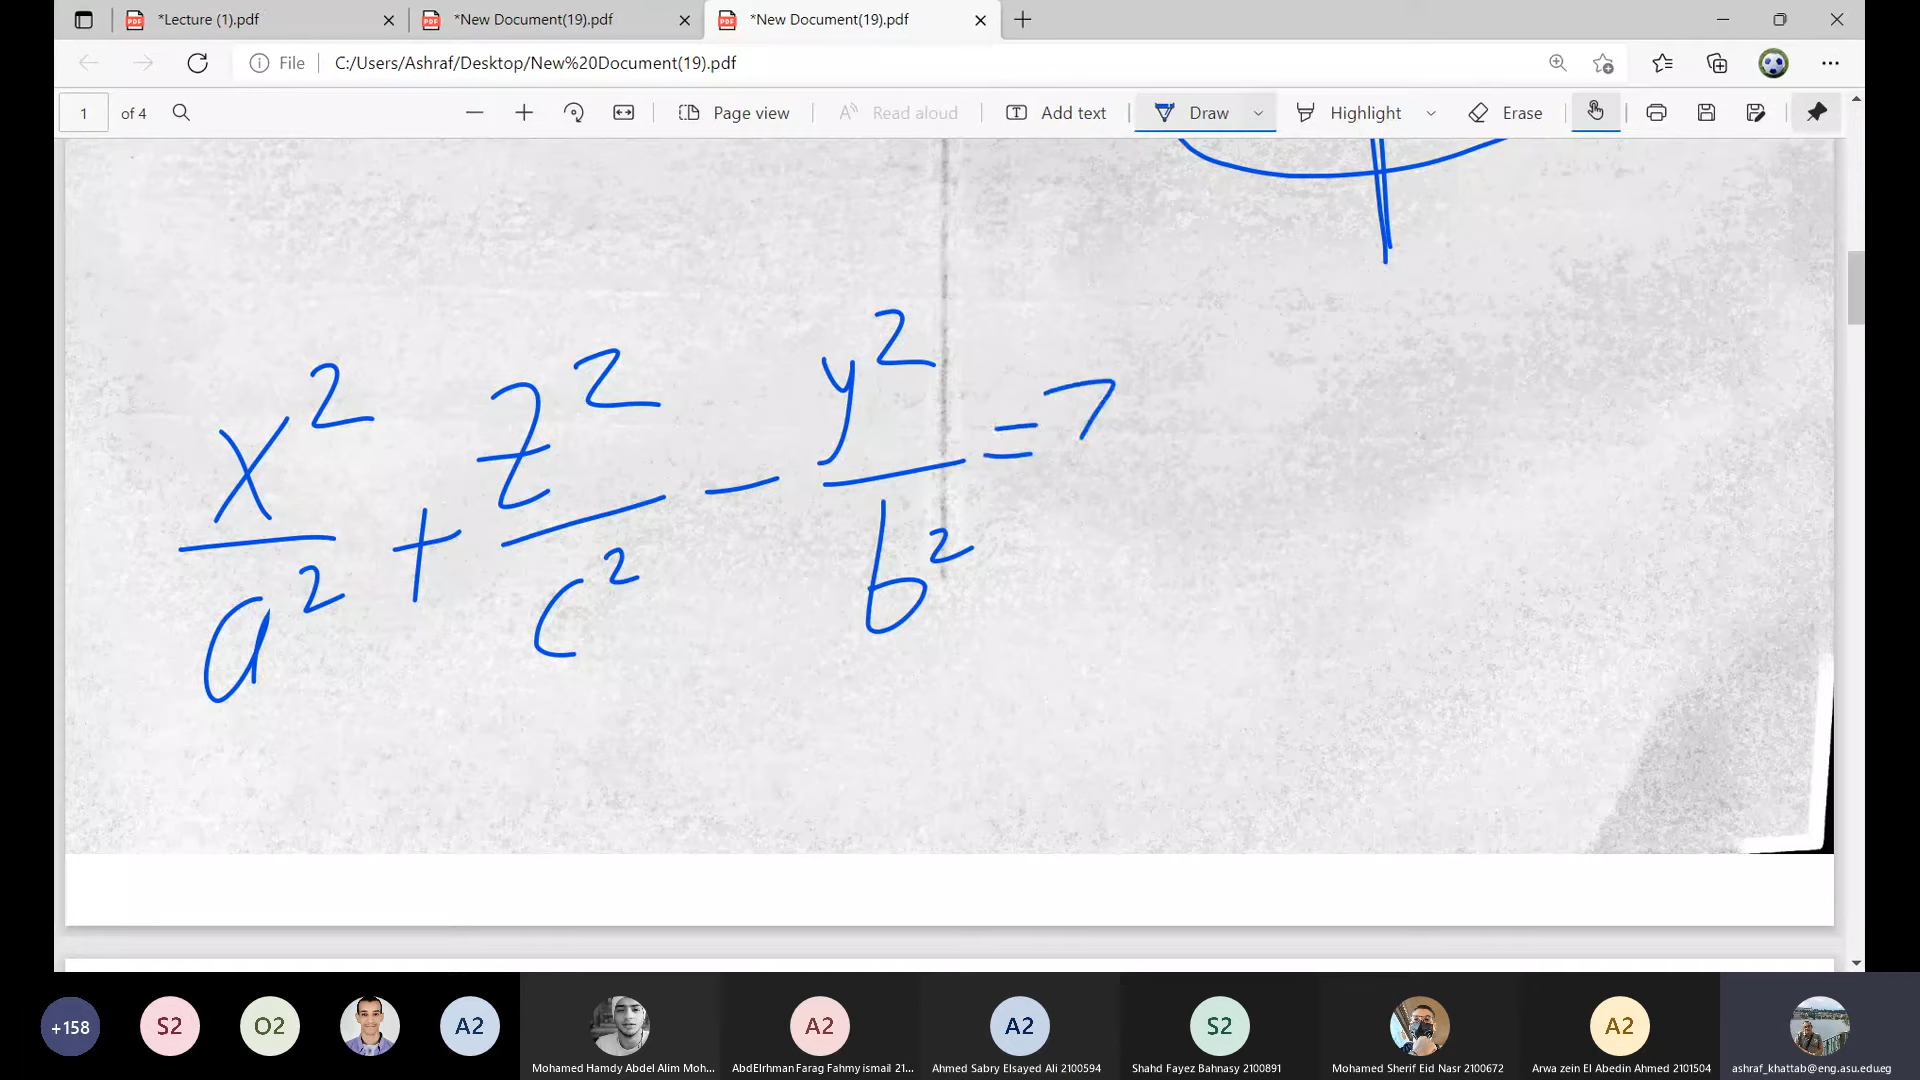 *Lecture (1).pdf
*New Document(19).pdf
*New Document(19).pdf
File
C:/Users/Ashraf/Desktop/New%20Document(19).pdf
1 of 4
Page view
Read aloud
Add text
Draw
Highlight
Erase
x² / a² + z² / c² - y² / b² = 7
+158
S2
O2
A2
Mohamed Hamdy Abdel Alim Moh...
A2
AbdElrhman Farag Fahmy ismail 21...
A2
Ahmed Sabry Elsayed Ali 2100594
S2
Shahd Fayez Bahnasy 2100891
Mohamed Sherif Eid Nasr 2100672
A2
Arwa zein El Abedin Ahmed 2101504
ashraf_khattab@eng.asu.edu.eg